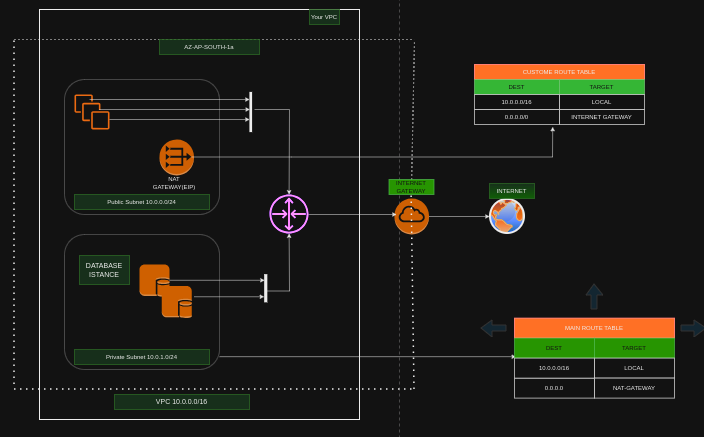 Your VPC
AZ-AP-SOUTH-1a
CUSTOME ROUTE TABLE
DEST TARGET
10.0.0.0/16 LOCAL
0.0.0.0/0 INTERNET GATEWAY
NAT
GATEWAY(EIP)
Public Subnet 10.0.0.0/24
INTERNET
GATEWAY
INTERNET
DATABASE
ISTANCE
Private Subnet 10.0.1.0/24
MAIN ROUTE TABLE
DEST TARGET
10.0.0.0/16 LOCAL
0.0.0.0 NAT-GATEWAY
VPC 10.0.0.0/16